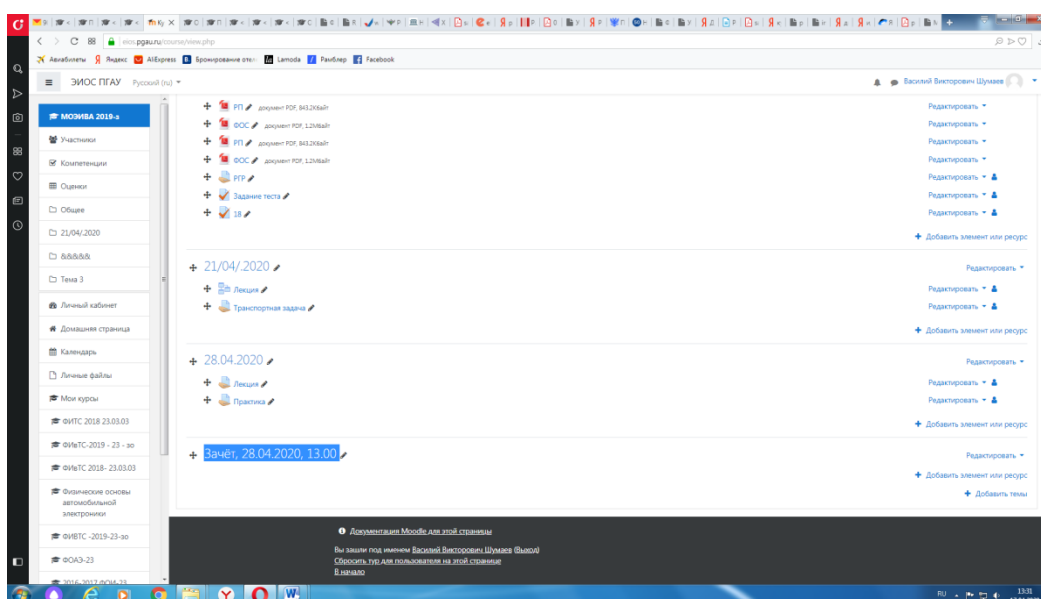 eios.pgau.ru/course/view.php
Авиабилеты Яндекс AliExpress Бронирование оте Lamoda Рамблер Facebook
ЭИОС ПГАУ Русский (ru)
Василий Викторович Шумаев
МОЭИВА 2019-з
Участники
Компетенции
Оценки
Общее
21/04/.2020
&&&&&
Тема 3
Личный кабинет
Домашняя страница
Календарь
Личные файлы
Мои курсы
ФИТС 2018 23.03.03
ФИвТС-2019 - 23 - зо
ФИвТС 2018- 23.03.03
Физические основы
автомобильной
электроники
ФИВТС -2019-23-зо
ФОАЭ-23
РП документ PDF, 843.2Кбайт Редактировать
ФОС документ PDF, 1.2Мбайт Редактировать
РП документ PDF, 843.2Кбайт Редактировать
ФОС документ PDF, 1.2Мбайт Редактировать
РГР Редактировать
Задание теста Редактировать
18 Редактировать
+ Добавить элемент или ресурс
21/04/.2020 Редактировать
Лекция Редактировать
Транспортная задача Редактировать
+ Добавить элемент или ресурс
28.04.2020 Редактировать
Лекция Редактировать
Практика Редактировать
+ Добавить элемент или ресурс
Зачёт, 28.04.2020, 13.00 Редактировать
+ Добавить элемент или ресурс
+ Добавить темы
Документация Moodle для этой страницы
Вы зашли под именем Василий Викторович Шумаев (Выход)
Сбросить тур для пользователя на этой странице
В начало
RU 13:31